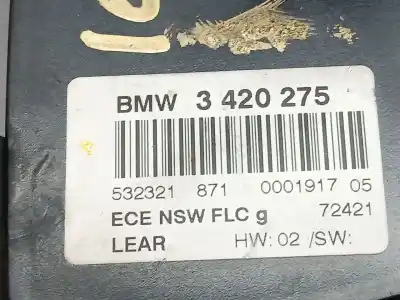 BMW 3 420 275
532321 871 0001917 05
ECE NSW FLC g 72421
LEAR HW: 02 /SW: